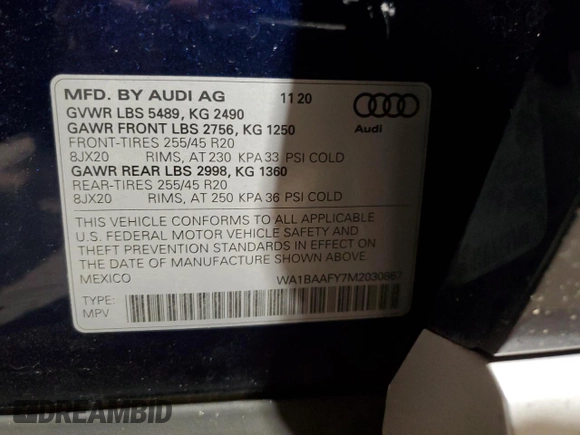 MFD. BY AUDI AG 11 20
GVWR LBS 5489, KG 2490
GAWR FRONT LBS 2756, KG 1250
FRONT-TIRES 255/45 R20
8JX20 RIMS, AT 230 KPA 33 PSI COLD
GAWR REAR LBS 2998, KG 1360
REAR-TIRES 255/45 R20
8JX20 RIMS, AT 250 KPA 36 PSI COLD
Audi
THIS VEHICLE CONFORMS TO ALL APPLICABLE
U.S. FEDERAL MOTOR VEHICLE SAFETY AND
THEFT PREVENTION STANDARDS IN EFFECT ON
THE DATE OF MANUFACTURE SHOWN ABOVE.
MEXICO
TYPE:
MPV
DREAMBID